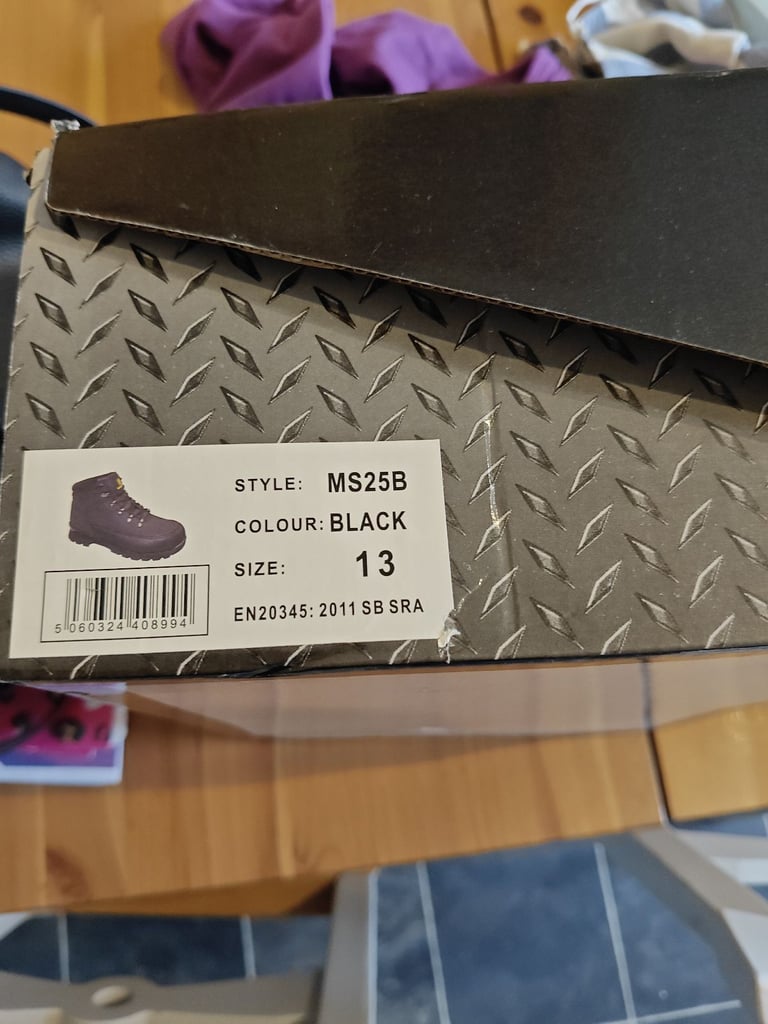 STYLE: MS25B
COLOUR: BLACK
SIZE: 13
EN20345: 2011 SB SRA
5 060324 408994